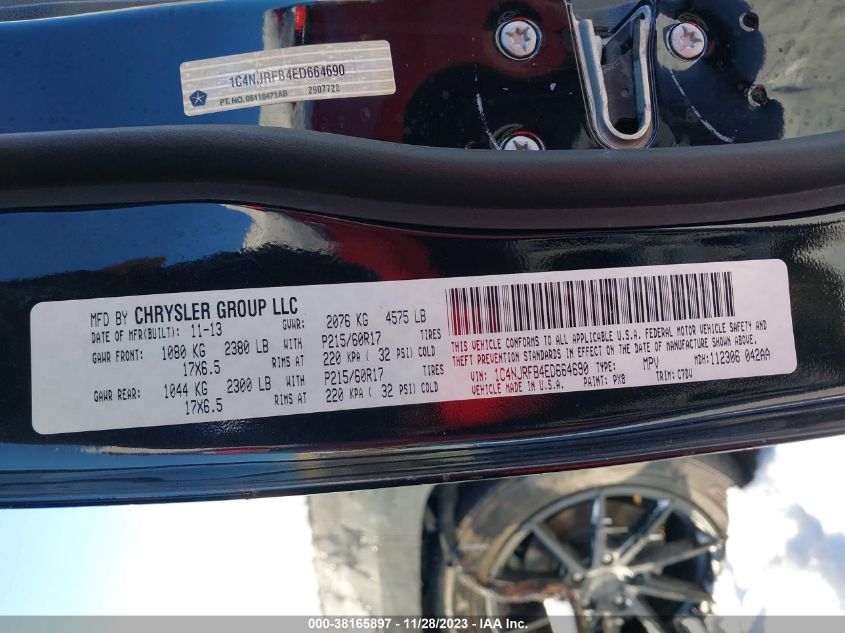 1C4NJRFB4ED664690
PT. NO. 05116471AB 2907720
MFD BY CHRYSLER GROUP LLC
DATE OF MFR(BUILT): 11-13 GVWR: 2076 KG 4575 LB
GAWR FRONT: 1080 KG 2380 LB WITH P215/60R17 TIRES
17X6.5 RIMS AT 220 KPA ( 32 PSI) COLD
GAWR REAR: 1044 KG 2300 LB WITH P215/60R17 TIRES
17X6.5 RIMS AT 220 KPA ( 32 PSI) COLD
THIS VEHICLE CONFORMS TO ALL APPLICABLE U.S.A. FEDERAL MOTOR VEHICLE SAFETY AND
THEFT PREVENTION STANDARDS IN EFFECT ON THE DATE OF MANUFACTURE SHOWN ABOVE.
VIN: 1C4NJRFB4ED664690 TYPE: MPV MDH: 112306 042AA
VEHICLE MADE IN U.S.A. PAINT: PX8 TRIM: C7DV
000-38165897 - 11/28/2023 - IAA Inc.